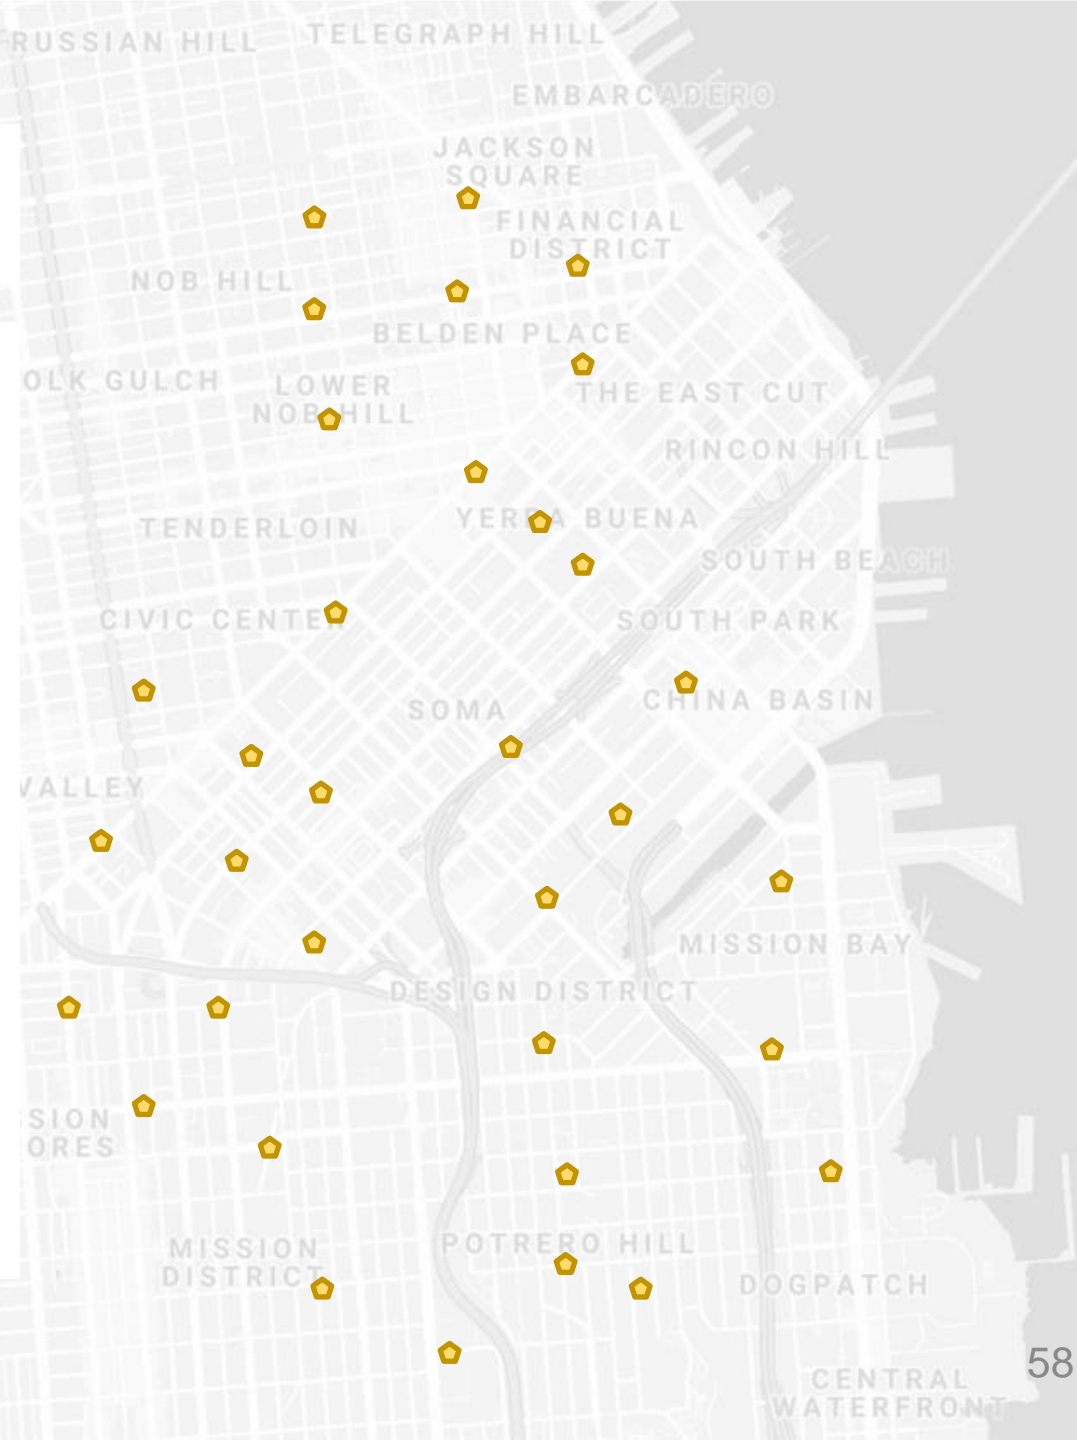 RUSSIAN HILL
TELEGRAPH HILL
EMBARCADERO
JACKSON
SQUARE
FINANCIAL
DISTRICT
NOB HILL
BELDEN PLACE
OLK GULCH
LOWER
NOB HILL
THE EAST CUT
RINCON HILL
TENDERLOIN
YERBA BUENA
SOUTH BEACH
CIVIC CENTER
SOUTH PARK
CHINA BASIN
SOMA
VALLEY
MISSION BAY
DESIGN DISTRICT
SION
ORES
MISSION
DISTRICT
POTRERO HILL
DOGPATCH
58
CENTRAL
WATERFRONT